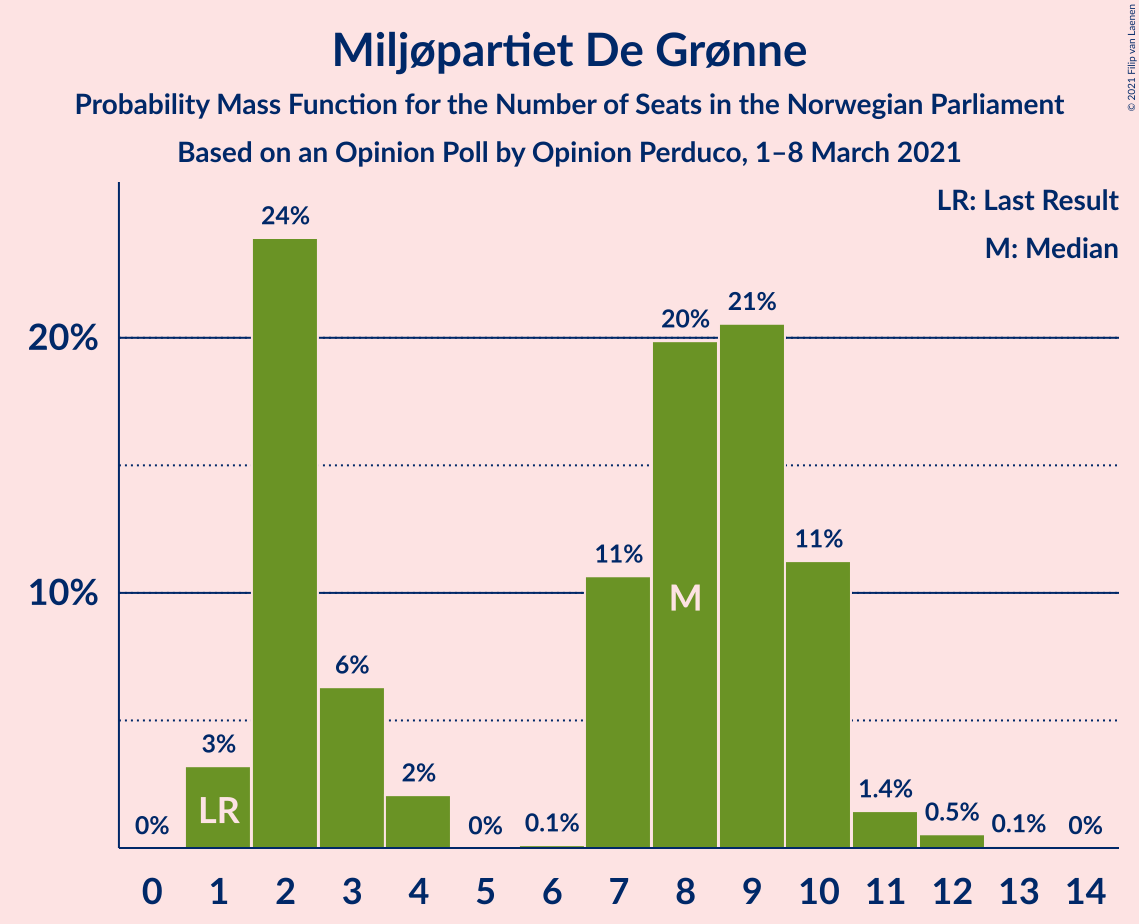 Miljøpartiet De Grønne
Probability Mass Function for the Number of Seats in the Norwegian Parliament
Based on an Opinion Poll by Opinion Perduco, 1–8 March 2021
© 2021 Filip van Laenen
LR: Last Result
M: Median
20%
10%
0%
3%
24%
6%
2%
0%
0.1%
11%
20%
21%
11%
1.4%
0.5%
0.1%
0%
LR
M
0 1 2 3 4 5 6 7 8 9 10 11 12 13 14